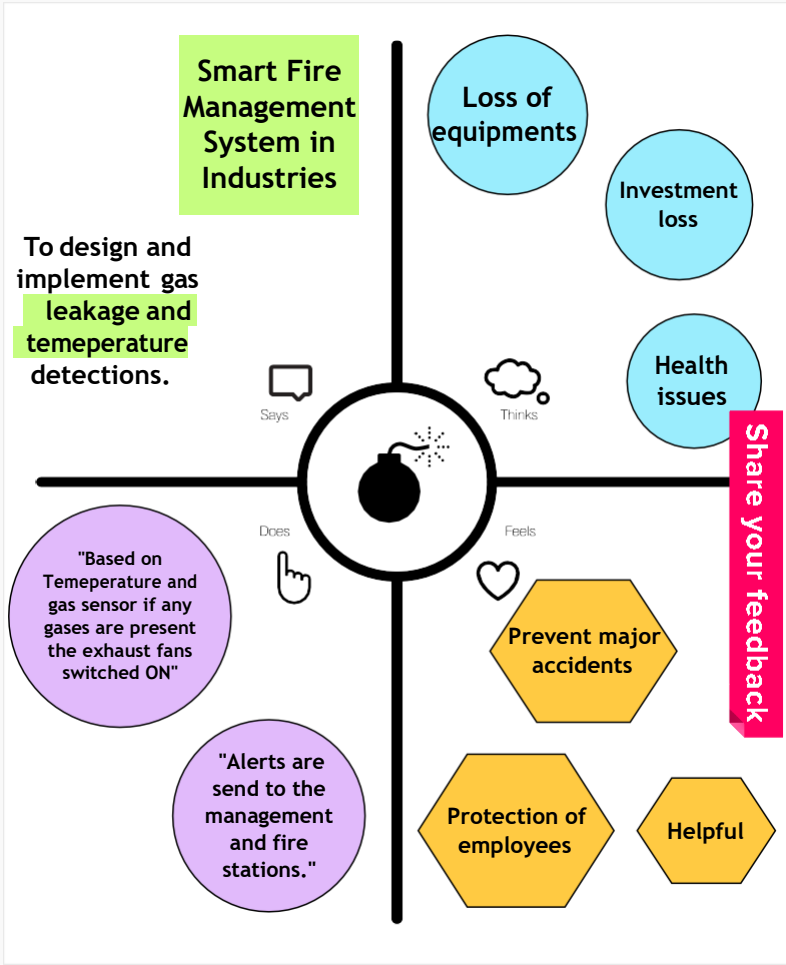 Smart Fire
Management
System in
Industries
To design and
implement gas
leakage and
temeperature
detections.
Says
Loss of
equipments
Investment
loss
Health
issues
Thinks
Share your feedback
Does
"Based on
Temeperature and
gas sensor if any
gases are present
the exhaust fans
switched ON"
"Alerts are
send to the
management
and fire
stations."
Feels
Prevent major
accidents
Protection of
employees
Helpful